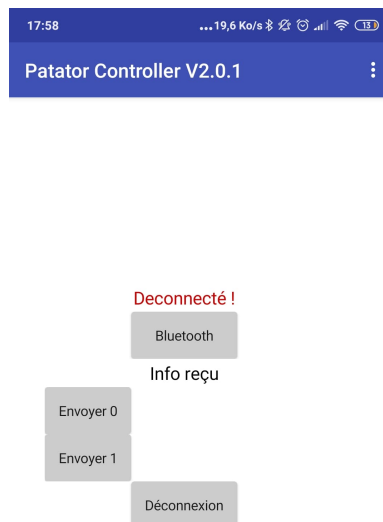 17:58 ...19,6 Ko/s 13
Patator Controller V2.0.1
Deconnecté !
Bluetooth
Info reçu
Envoyer 0
Envoyer 1
Déconnexion